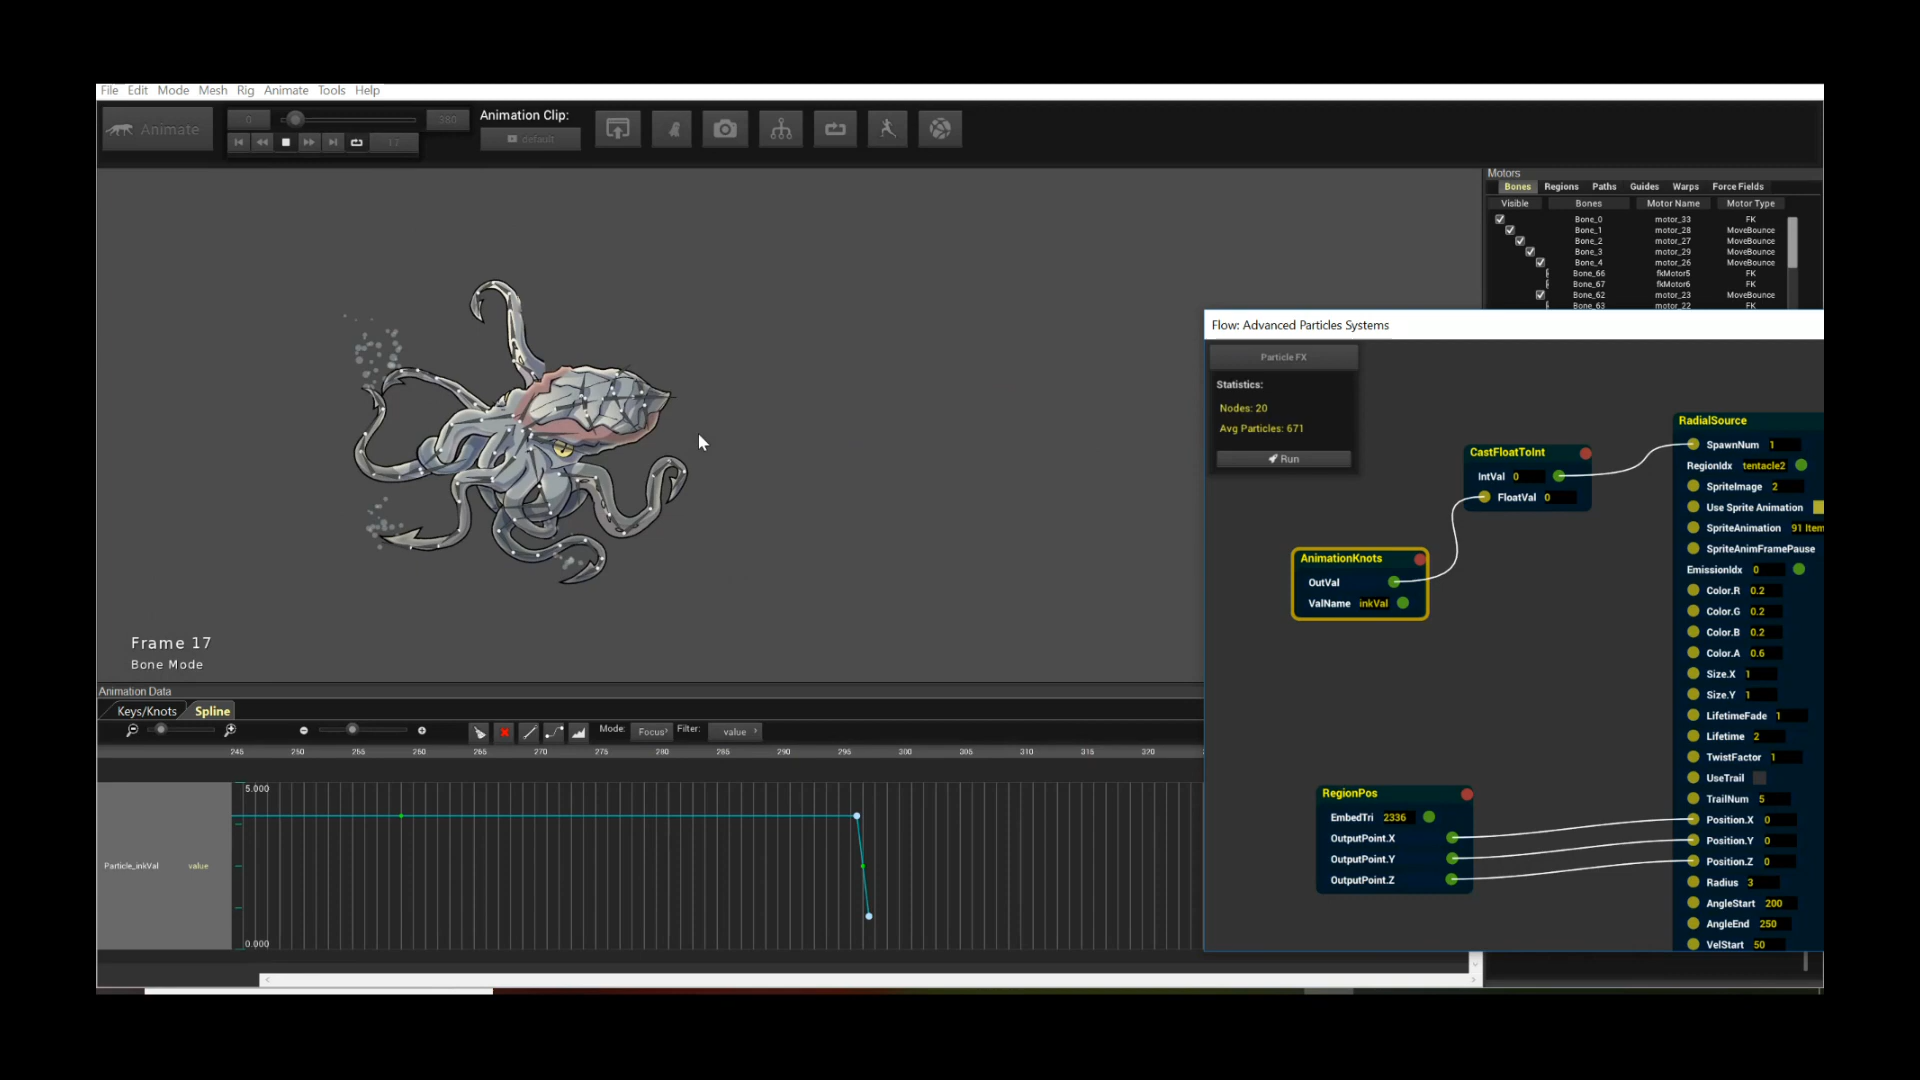 File Edit Mode Mesh Rig Animate Tools Help
Animate
0 380
17
Animation Clip:
default
Motors
Bones Regions Paths Guides Warps Force Fields
Visible Bones Motor Name Motor Type
Bone_0 motor_33 FK
Bone_1 motor_28 MoveBounce
Bone_2 motor_27 MoveBounce
Bone_3 motor_29 MoveBounce
Bone_4 motor_26 MoveBounce
Bone_66 fkMotor5 FK
Bone_67 fkMotor6 FK
Bone_62 motor_23 MoveBounce
Bone_63 motor_22 FK
Flow: Advanced Particles Systems
Particle FX
Statistics:
Nodes: 20
Avg Particles: 671
Run
CastFloatToInt
IntVal 0
FloatVal 0
AnimationKnots
OutVal
ValName inkVal
RegionPos
EmbedTri 2336
OutputPoint.X
OutputPoint.Y
OutputPoint.Z
RadialSource
SpawnNum 1
RegionIdx tentacle2
SpriteImage 2
Use Sprite Animation
SpriteAnimation 91 Item
SpriteAnimFramePause
EmissionIdx 0
Color.R 0.2
Color.G 0.2
Color.B 0.2
Color.A 0.6
Size.X 1
Size.Y 1
LifetimeFade 1
Lifetime 2
TwistFactor 1
UseTrail
TrailNum 5
Position.X 0
Position.Y 0
Position.Z 0
Radius 3
AngleStart 200
AngleEnd 250
VelStart 50
Frame 17
Bone Mode
Animation Data
Keys/Knots Spline
Mode: Focus Filter: value
245 250 255 260 265 270 275 280 285 290 295 300 305 310 315 320
5.000
Particle_inkVal value
0.000